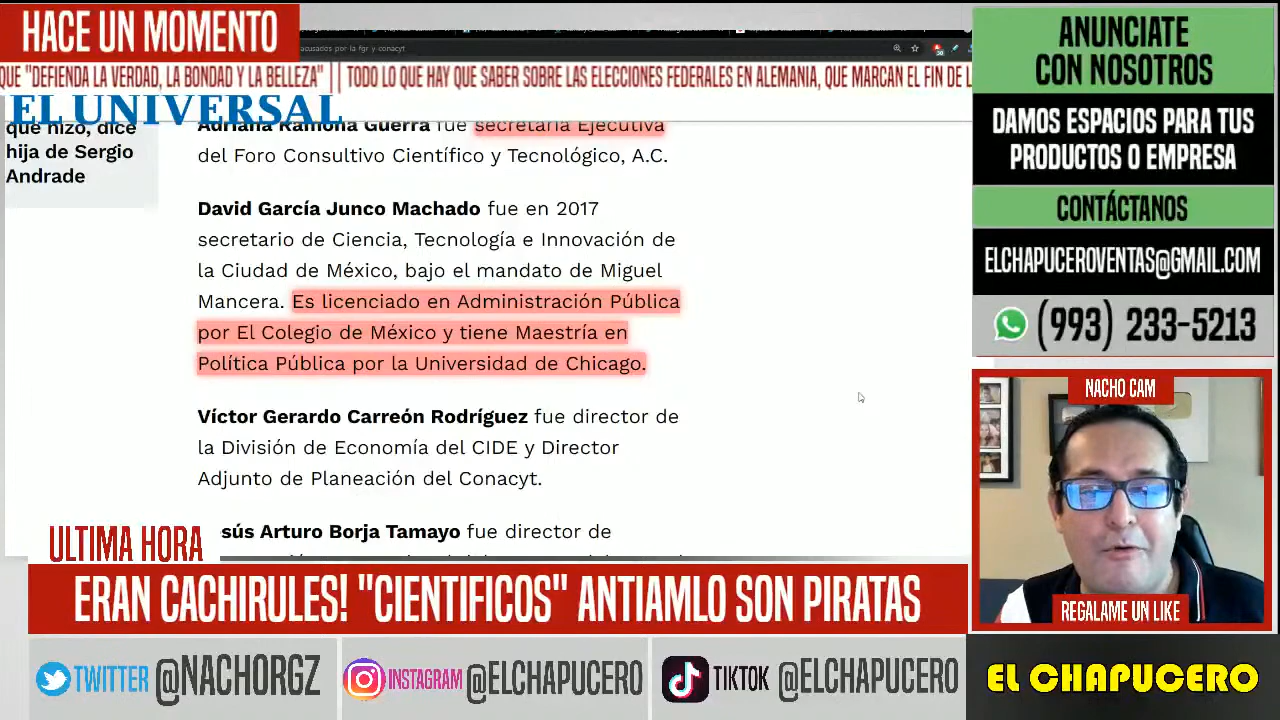 HACE UN MOMENTO
acusados por la fgr y conacyt
QUE "DEFIENDA LA VERDAD, LA BONDAD Y LA BELLEZA" || TODO LO QUE HAY QUE SABER SOBRE LAS ELECCIONES FEDERALES EN ALEMANIA, QUE MARCAN EL FIN DE
EL UNIVERSAL
que hizo, dice
hija de Sergio
Andrade
Adriana Ramona Guerra fue secretaria Ejecutiva
del Foro Consultivo Científico y Tecnológico, A.C.
David García Junco Machado fue en 2017
secretario de Ciencia, Tecnología e Innovación de
la Ciudad de México, bajo el mandato de Miguel
Mancera. Es licenciado en Administración Pública
por El Colegio de México y tiene Maestría en
Política Pública por la Universidad de Chicago.
Víctor Gerardo Carreón Rodríguez fue director de
la División de Economía del CIDE y Director
Adjunto de Planeación del Conacyt.
sús Arturo Borja Tamayo fue director de
ULTIMA HORA
ERAN CACHIRULES! "CIENTIFICOS" ANTIAMLO SON PIRATAS
TWITTER @NACHORGZ
INSTAGRAM @ELCHAPUCERO
TIKTOK @ELCHAPUCERO
ANUNCIATE
CON NOSOTROS
DAMOS ESPACIOS PARA TUS
PRODUCTOS O EMPRESA
CONTÁCTANOS
ELCHAPUCEROVENTAS@GMAIL.COM
(993) 233-5213
NACHO CAM
REGALAME UN LIKE
EL CHAPUCERO